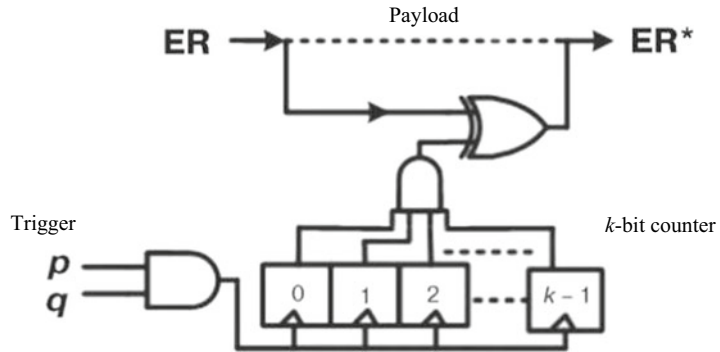 Payload
ER
ER*
Trigger
k-bit counter
p
q
0
1
2
k – 1